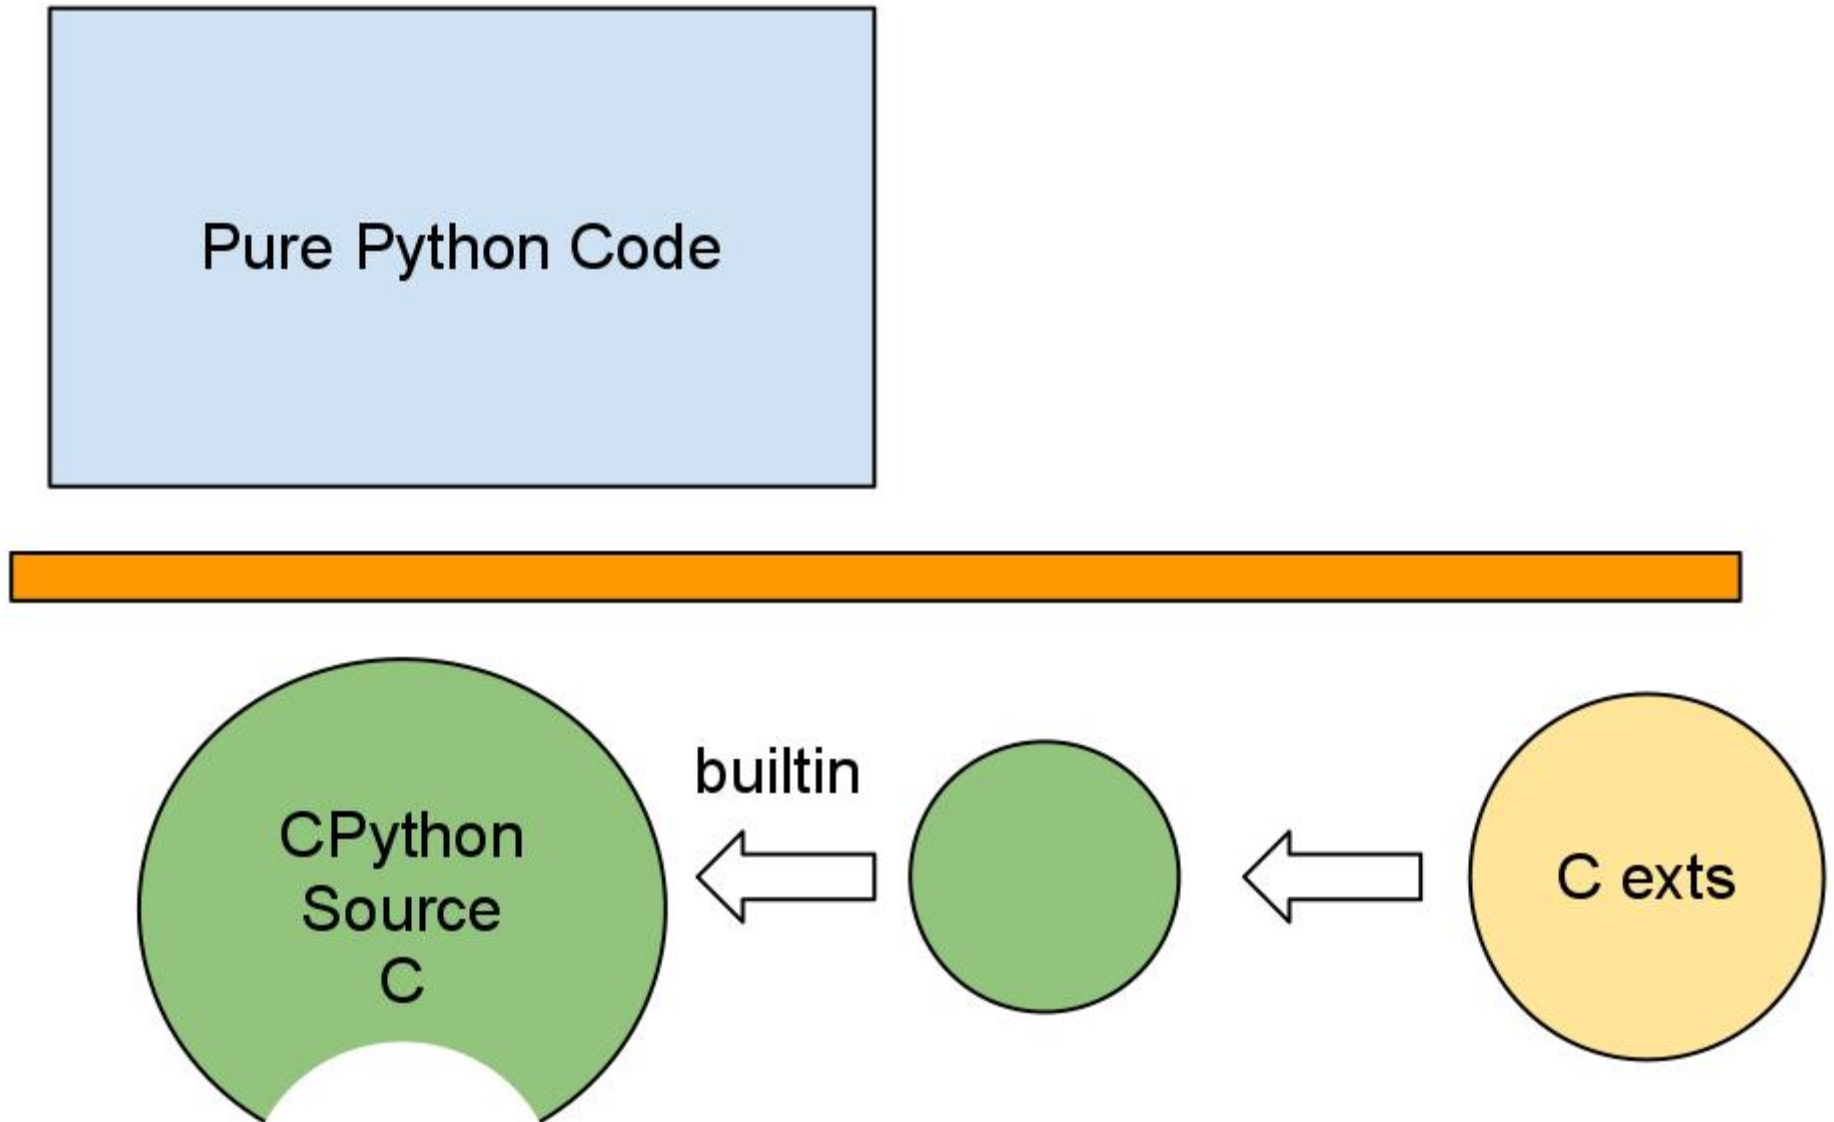 Pure Python Code
builtin
CPython
Source
C
C exts